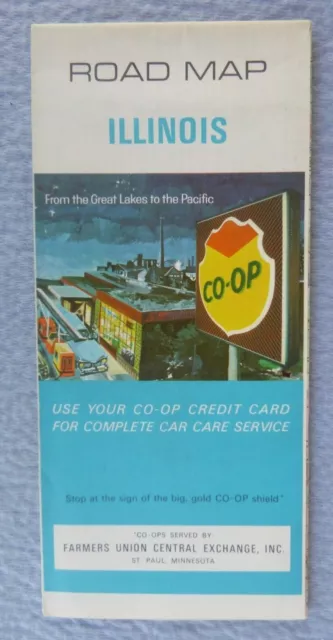 ROAD MAP
ILLINOIS
From the Great Lakes to the Pacific
CO-OP
USE YOUR CO-OP CREDIT CARD
FOR COMPLETE CAR CARE SERVICE
Stop at the sign of the big, gold CO-OP shield*
*CO-OPS SERVED BY
FARMERS UNION CENTRAL EXCHANGE, INC.
ST. PAUL, MINNESOTA